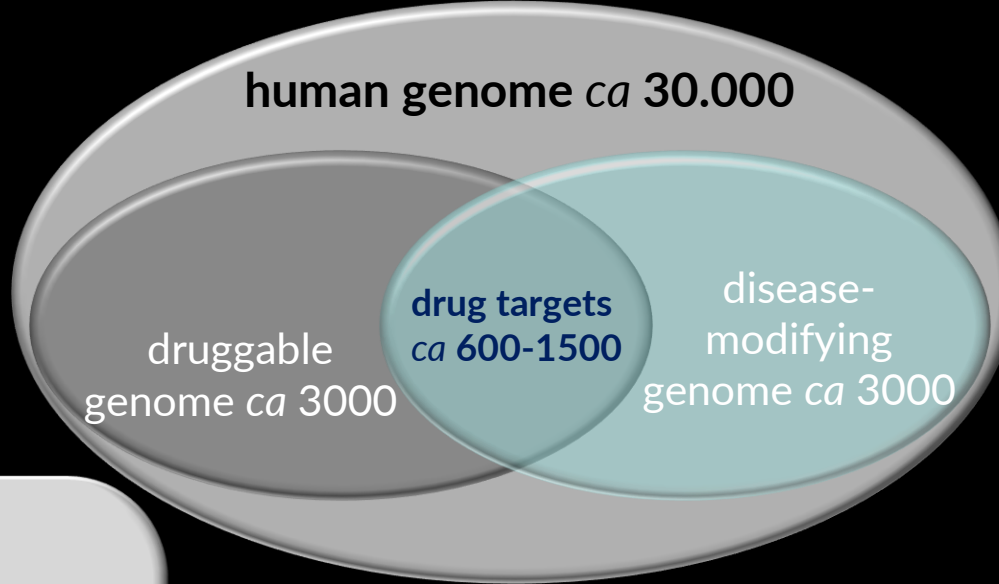 human genome ca 30.000
drug targets
ca 600-1500
druggable
genome ca 3000
disease-
modifying
genome ca 3000